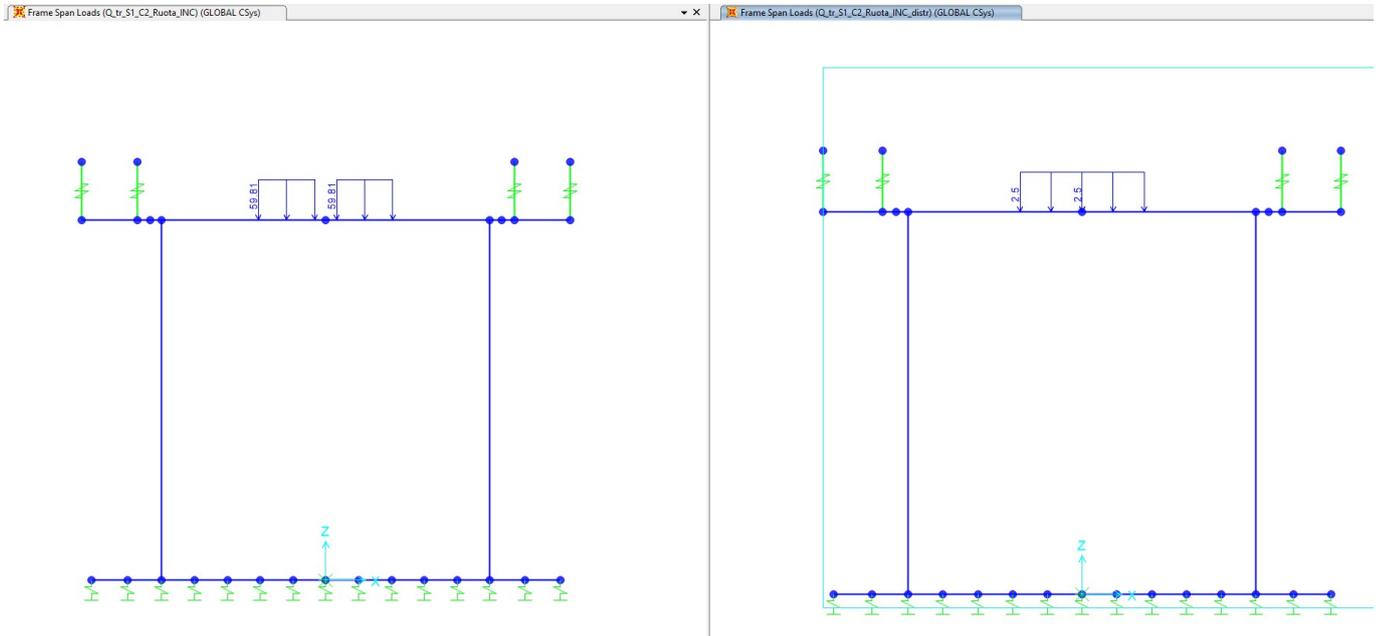 Frame Span Loads (Q_tr_S1_C2_Ruota_INC) (GLOBAL CSys)
59.81
59.81
Z
X
Frame Span Loads (Q_tr_S1_C2_Ruota_INC_distr) (GLOBAL CSys)
2.5
2.5
Z
X